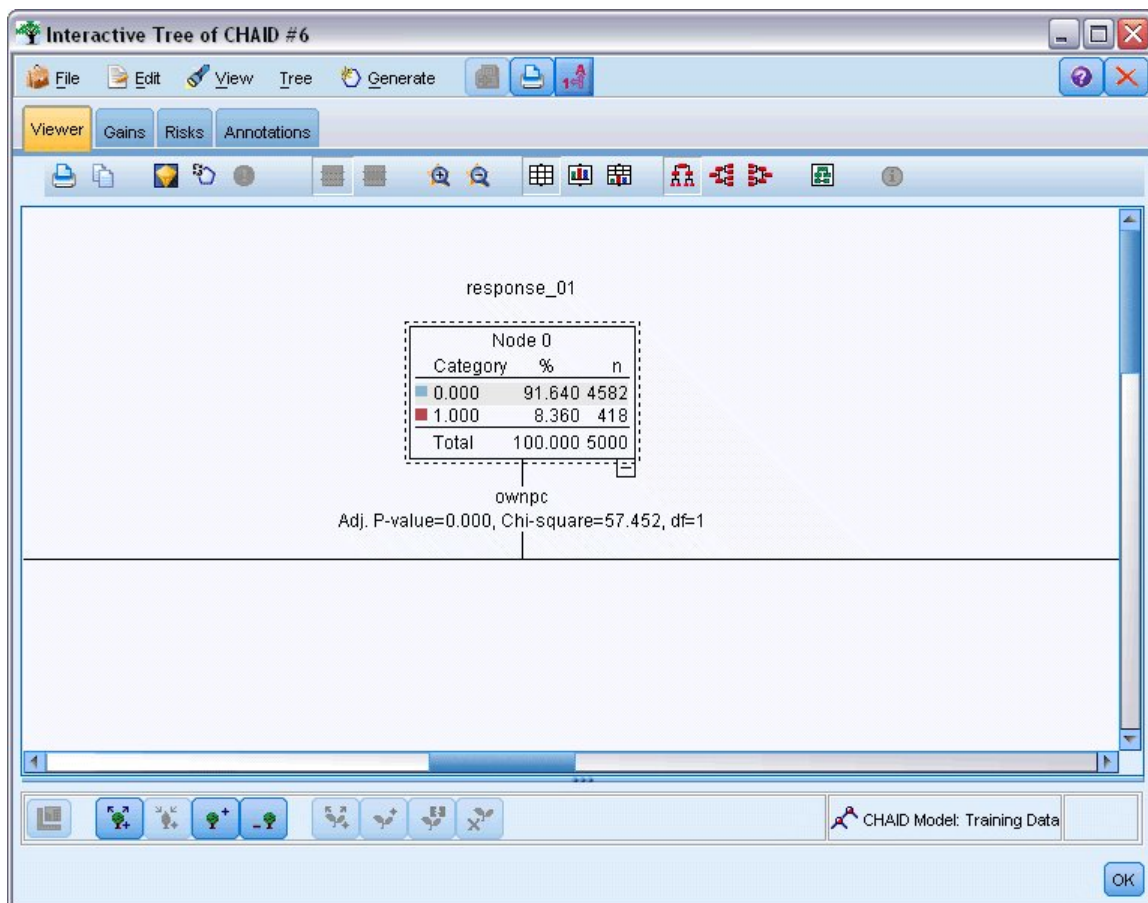 Interactive Tree of CHAID #6
File Edit View Tree Generate
Viewer Gains Risks Annotations
response_01
Node 0
Category % n
0.000 91.640 4582
1.000 8.360 418
Total 100.000 5000
ownpc
Adj. P-value=0.000, Chi-square=57.452, df=1
CHAID Model: Training Data
OK